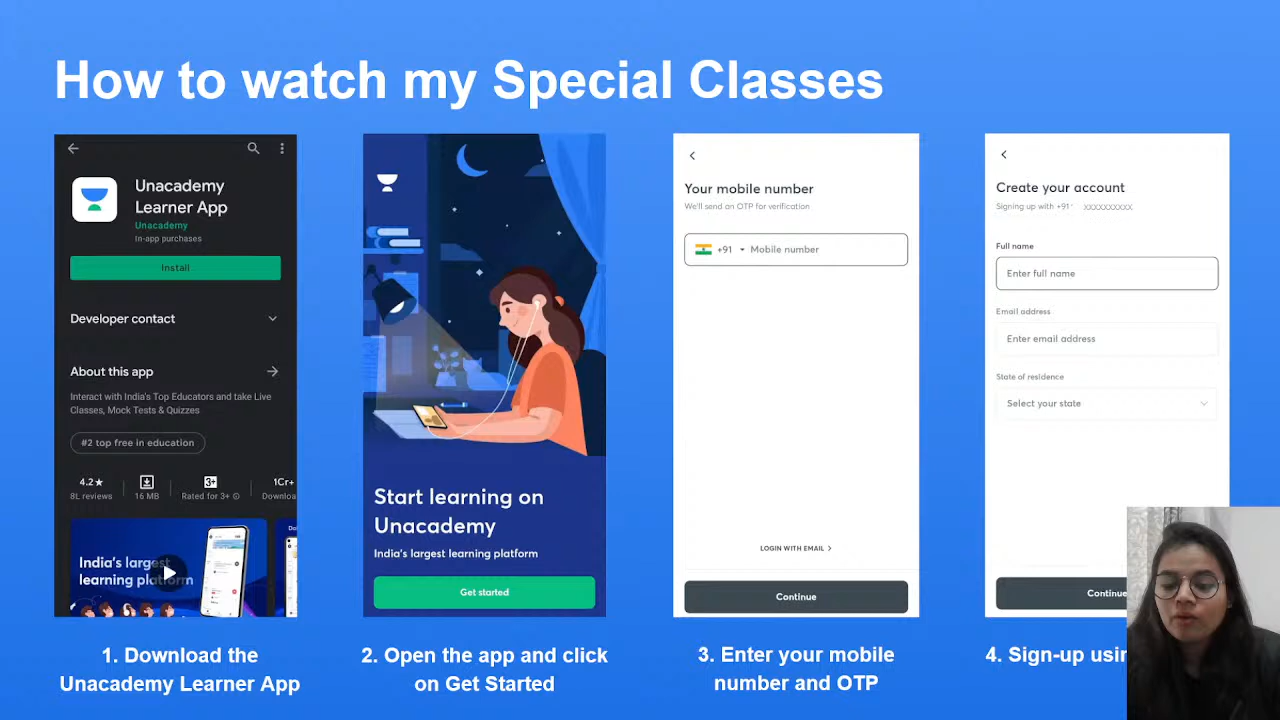 How to watch my Special Classes
Unacademy
Learner App
Unacademy
In-app purchases
Install
Developer contact
About this app
Interact with India's Top Educators and take Live
Classes, Mock Tests & Quizzes
#2 top free in education
4.2★
8L reviews
16 MB
3+
Rated for 3+
1Cr+
Downloa
India's largest
learning platform
1. Download the
Unacademy Learner App
Start learning on
Unacademy
India's largest learning platform
Get started
2. Open the app and click
on Get Started
Your mobile number
We'll send an OTP for verification
+91 Mobile number
LOGIN WITH EMAIL >
Continue
3. Enter your mobile
number and OTP
Create your account
Signing up with +91 XXXXXXXXXX
Full name
Enter full name
Email address
Enter email address
State of residence
Select your state
Continue
4. Sign-up usin